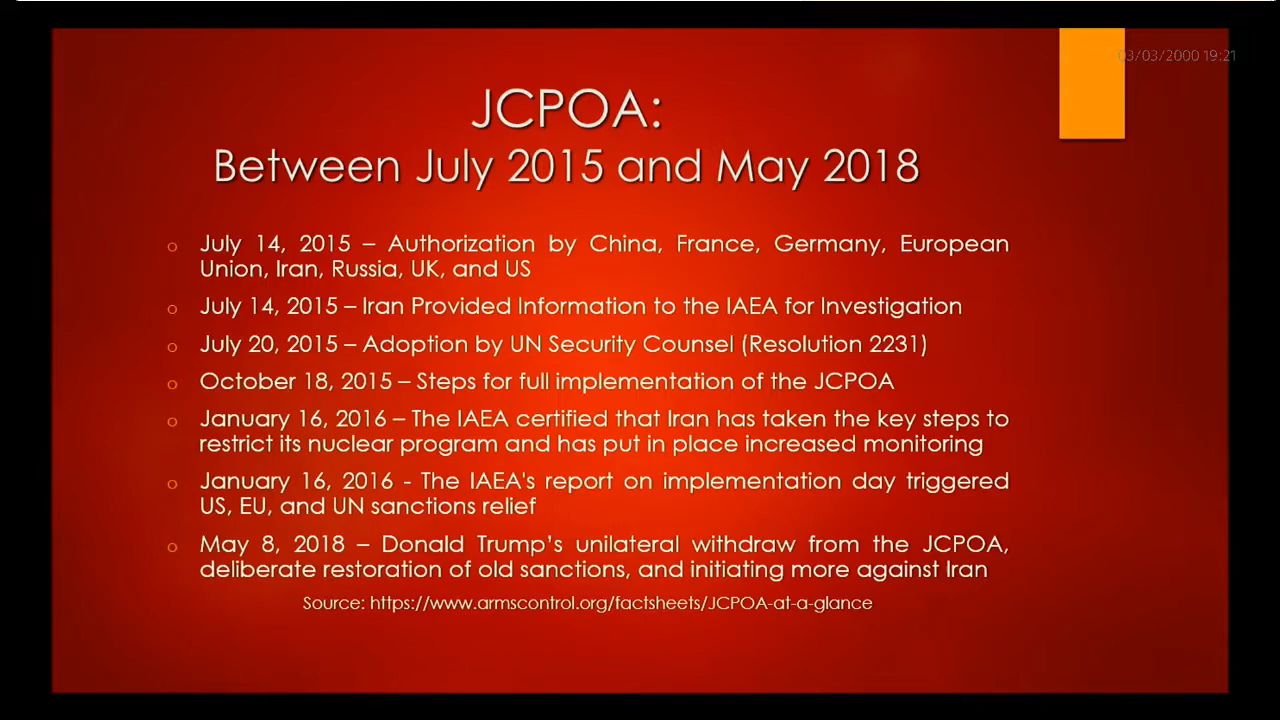 03/03/2000 19:21
JCPOA:
Between July 2015 and May 2018
o July 14, 2015 – Authorization by China, France, Germany, European
Union, Iran, Russia, UK, and US
o July 14, 2015 – Iran Provided Information to the IAEA for Investigation
o July 20, 2015 – Adoption by UN Security Counsel (Resolution 2231)
o October 18, 2015 – Steps for full implementation of the JCPOA
o January 16, 2016 – The IAEA certified that Iran has taken the key steps to
restrict its nuclear program and has put in place increased monitoring
o January 16, 2016 - The IAEA's report on implementation day triggered
US, EU, and UN sanctions relief
o May 8, 2018 – Donald Trump’s unilateral withdraw from the JCPOA,
deliberate restoration of old sanctions, and initiating more against Iran
Source: https://www.armscontrol.org/factsheets/JCPOA-at-a-glance